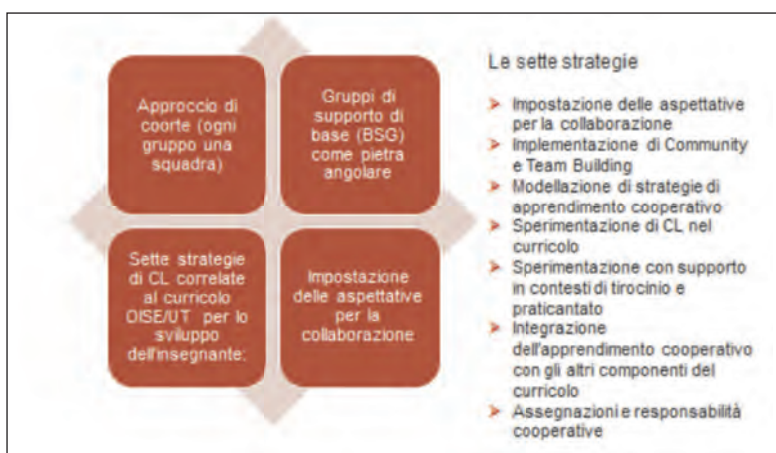 Approccio di
coorte (ogni
gruppo una
squadra)
Gruppi di
supporto di
base (BSG)
come pietra
angolare
Sette strategie
di CL correlate
al curricolo
OISE/UT per lo
sviluppo
dell'insegnante:
Impostazione
delle aspettative
per la
collaborazione
Le sette strategie
➤ Impostazione delle aspettative
per la collaborazione
➤ Implementazione di Community
e Team Building
➤ Modellazione di strategie di
apprendimento cooperativo
➤ Sperimentazione di CL nel
curricolo
➤ Sperimentazione con supporto
in contesti di tirocinio e
praticantato
➤ Integrazione
dell'apprendimento cooperativo
con gli altri componenti del
curricolo
➤ Assegnazioni e responsabilità
cooperative